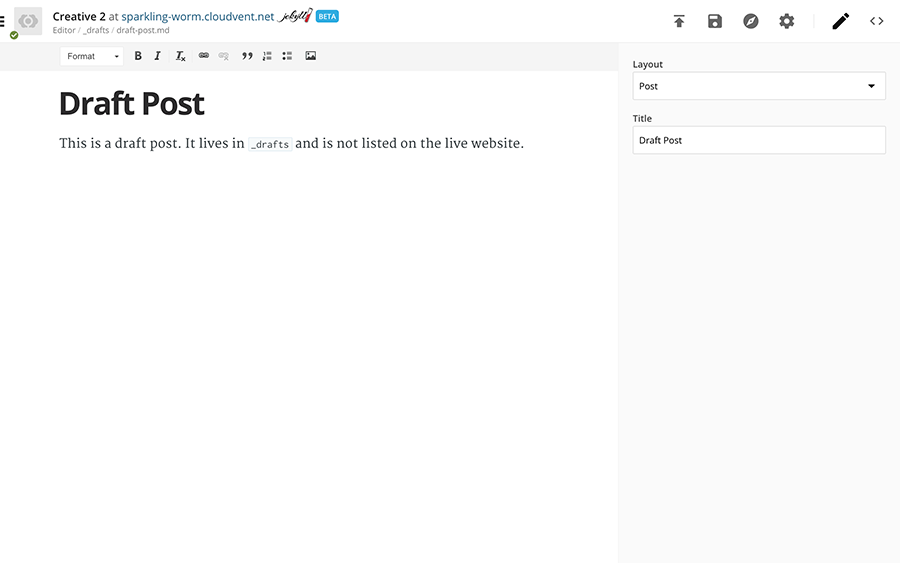 Creative 2 at sparkling-worm.cloudvent.net jekyll BETA
Editor / _drafts / draft-post.md
Format B I Tx
Draft Post
This is a draft post. It lives in _drafts and is not listed on the live website.
Layout
Post
Title
Draft Post